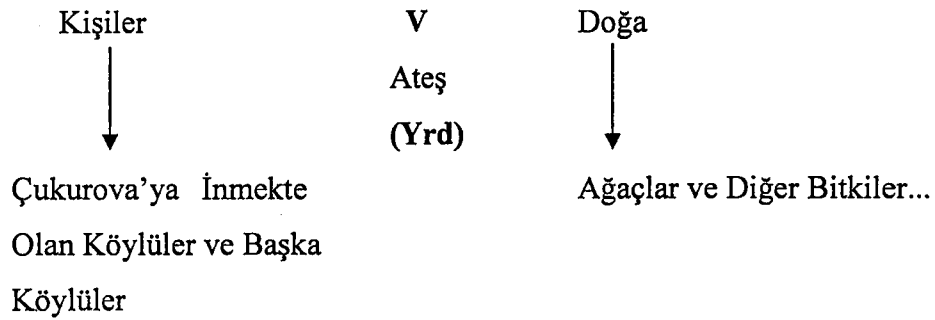 Kişiler V Doğa
Ateş
(Yrd)
Çukurova’ya İnmekte Ağaçlar ve Diğer Bitkiler...
Olan Köylüler ve Başka
Köylüler